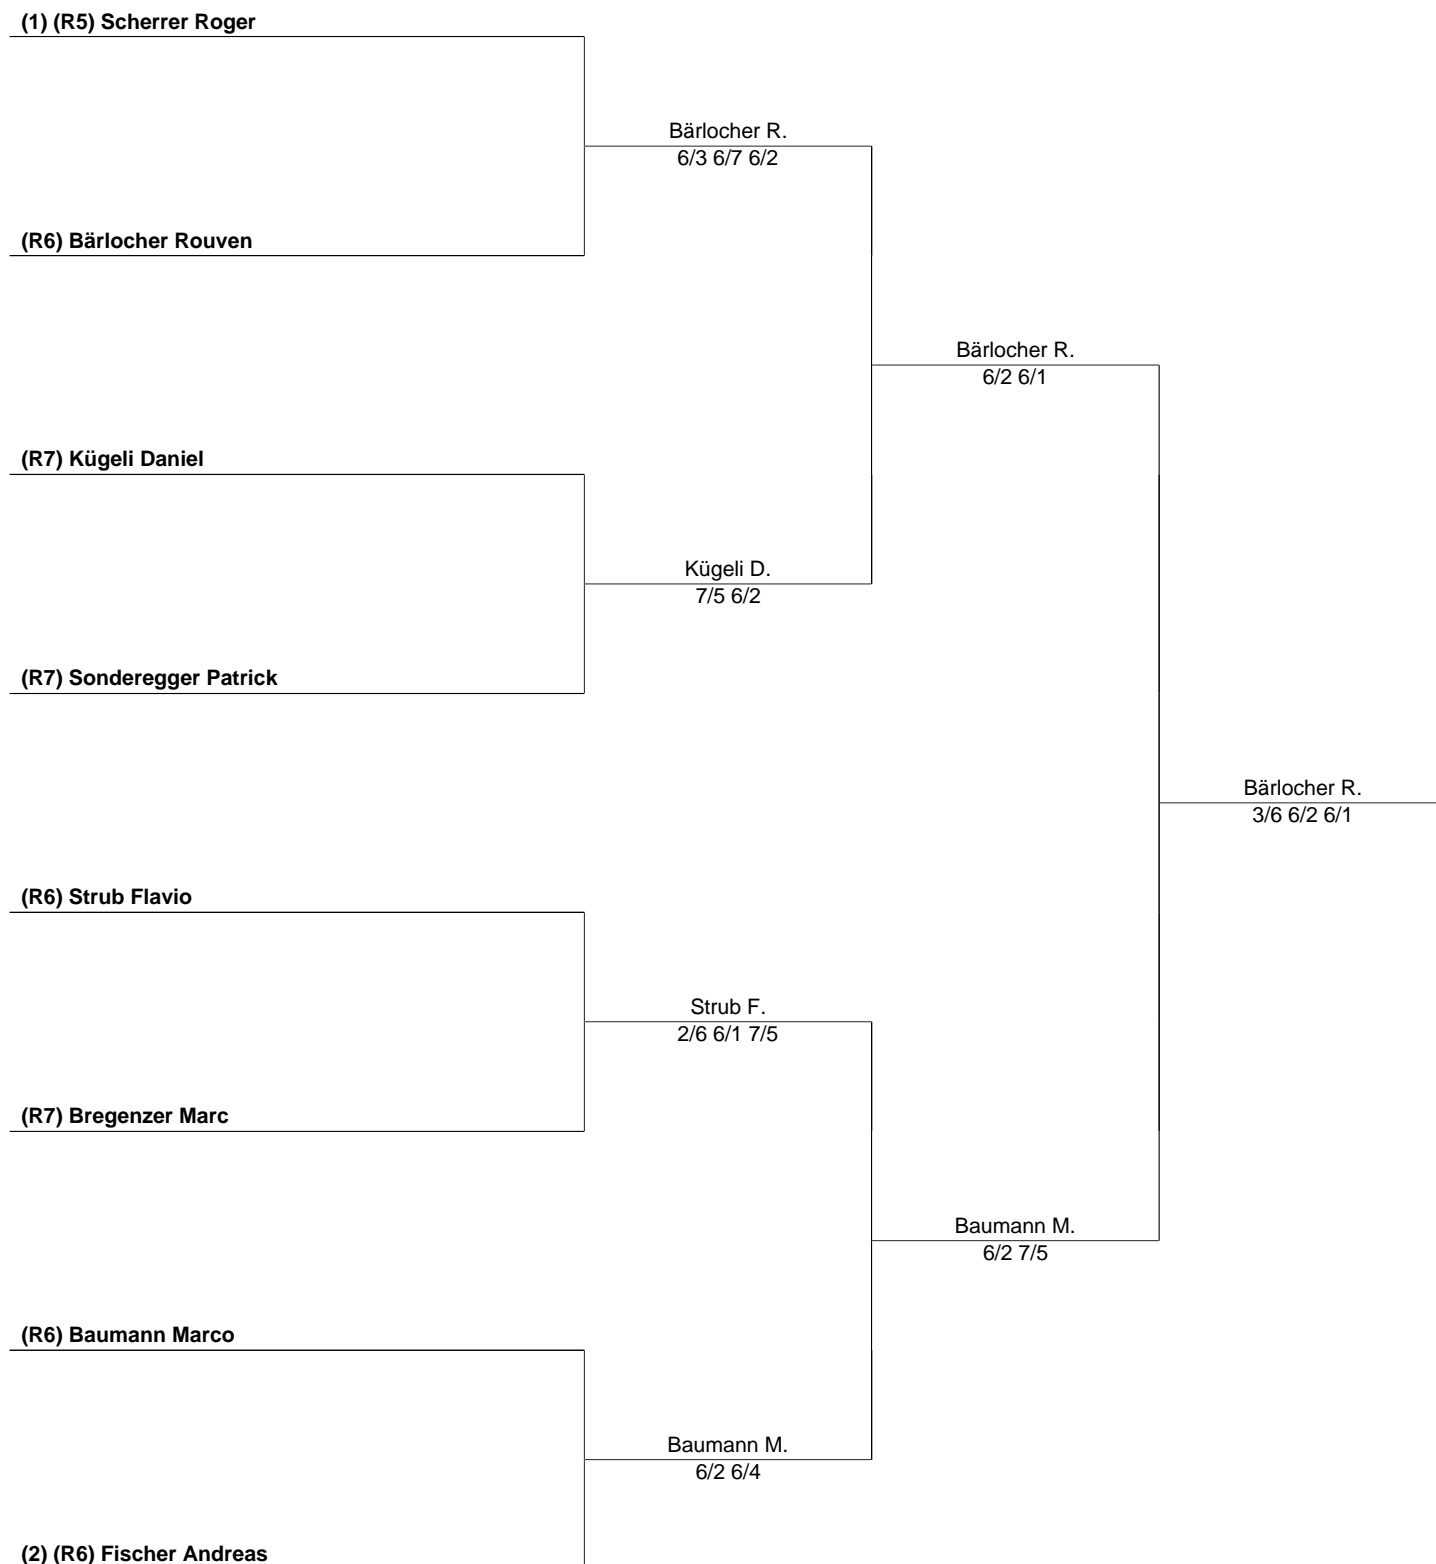 (1) (R5) Scherrer Roger
Bärlocher R.
6/3 6/7 6/2
(R6) Bärlocher Rouven
Bärlocher R.
6/2 6/1
(R7) Kügeli Daniel
Kügeli D.
7/5 6/2
(R7) Sonderegger Patrick
Bärlocher R.
3/6 6/2 6/1
(R6) Strub Flavio
Strub F.
2/6 6/1 7/5
(R7) Bregenzer Marc
Baumann M.
6/2 7/5
(R6) Baumann Marco
Baumann M.
6/2 6/4
(2) (R6) Fischer Andreas